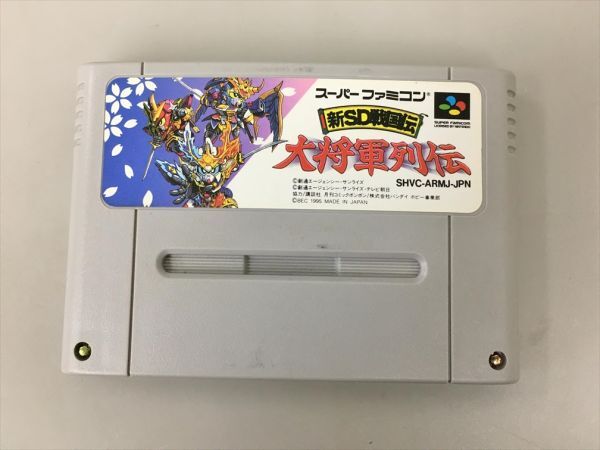 スーパーファミコン®
新SD戦国伝
大将軍列伝
SUPER FAMICOM
LICENSED BY NINTENDO
SHVC-ARMJ-JPN
©創通エージェンシー・サンライズ
©創通エージェンシー・サンライズ・テレビ朝日
協力/講談社 月刊コミックボンボン/株式会社バンダイ ホビー事業部
©BEC 1995 MADE IN JAPAN